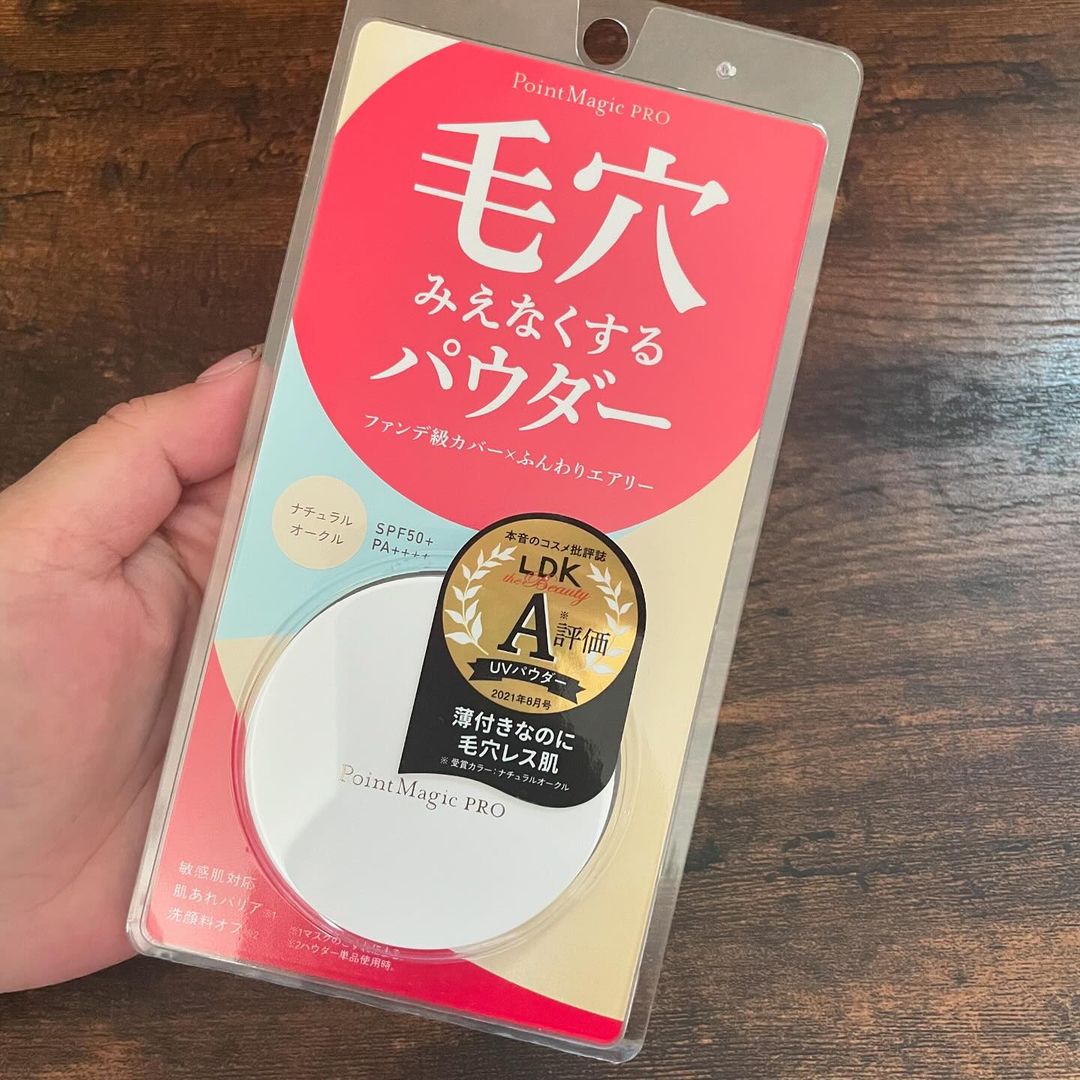 PointMagic PRO
毛穴
みえなくする
パウダー
ファンデ級カバー×ふんわりエアリー
ナチュラル
オークル
SPF50+
PA++++
本音のコスメ批評誌
LDK
the Beauty
A※評価
UVパウダー
2021年8月号
薄付きなのに
毛穴レス肌
※ 受賞カラー:ナチュラルオークル
PointMagic PRO
敏感肌対応
肌あれバリア※1
洗顔料オフ※2
※1マスクの
※2パウダー単品使用時。